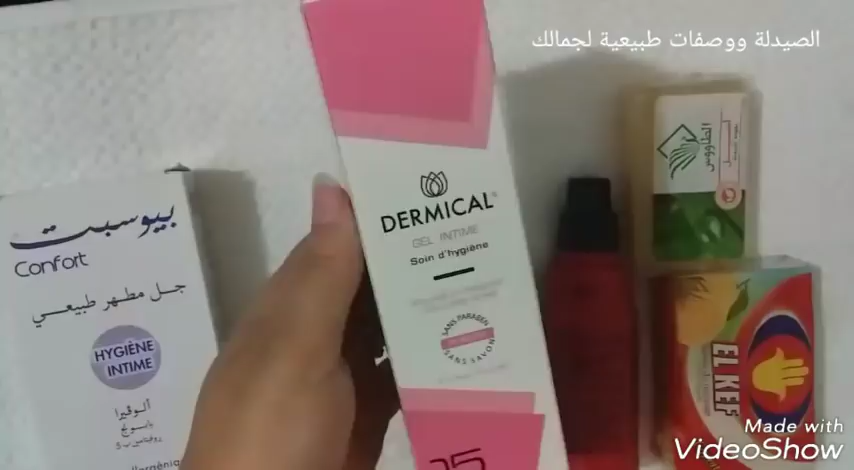 الصيدلة ووصفات طبيعية لجمالك
بيوسبت
Confort
جل مطهر طبيعي
HYGIÈNE
INTIME
ألوفيرا
DERMICAL
GEL INTIME
Soin d'hygiène
SANS PARABEN
SANS SAVON
15
الطاووس
EL KEF
Made with
VideoShow